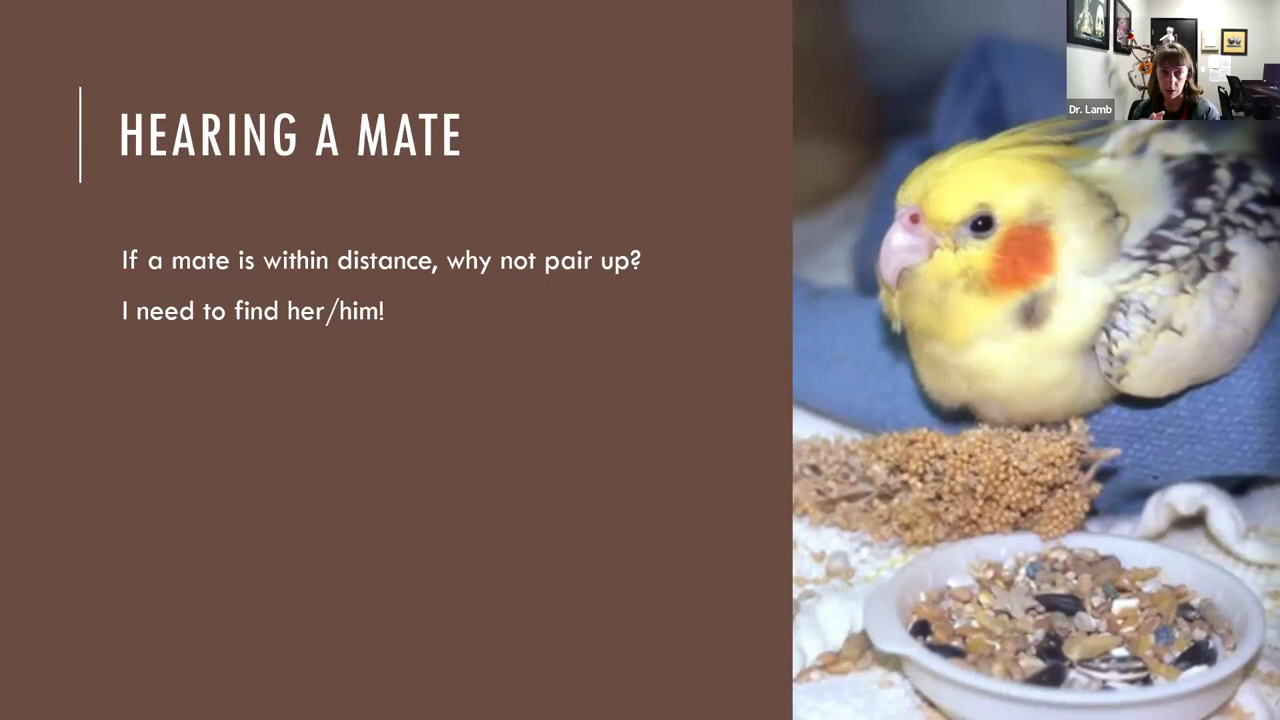 HEARING A MATE
If a mate is within distance, why not pair up?
I need to find her/him!
Dr. Lamb